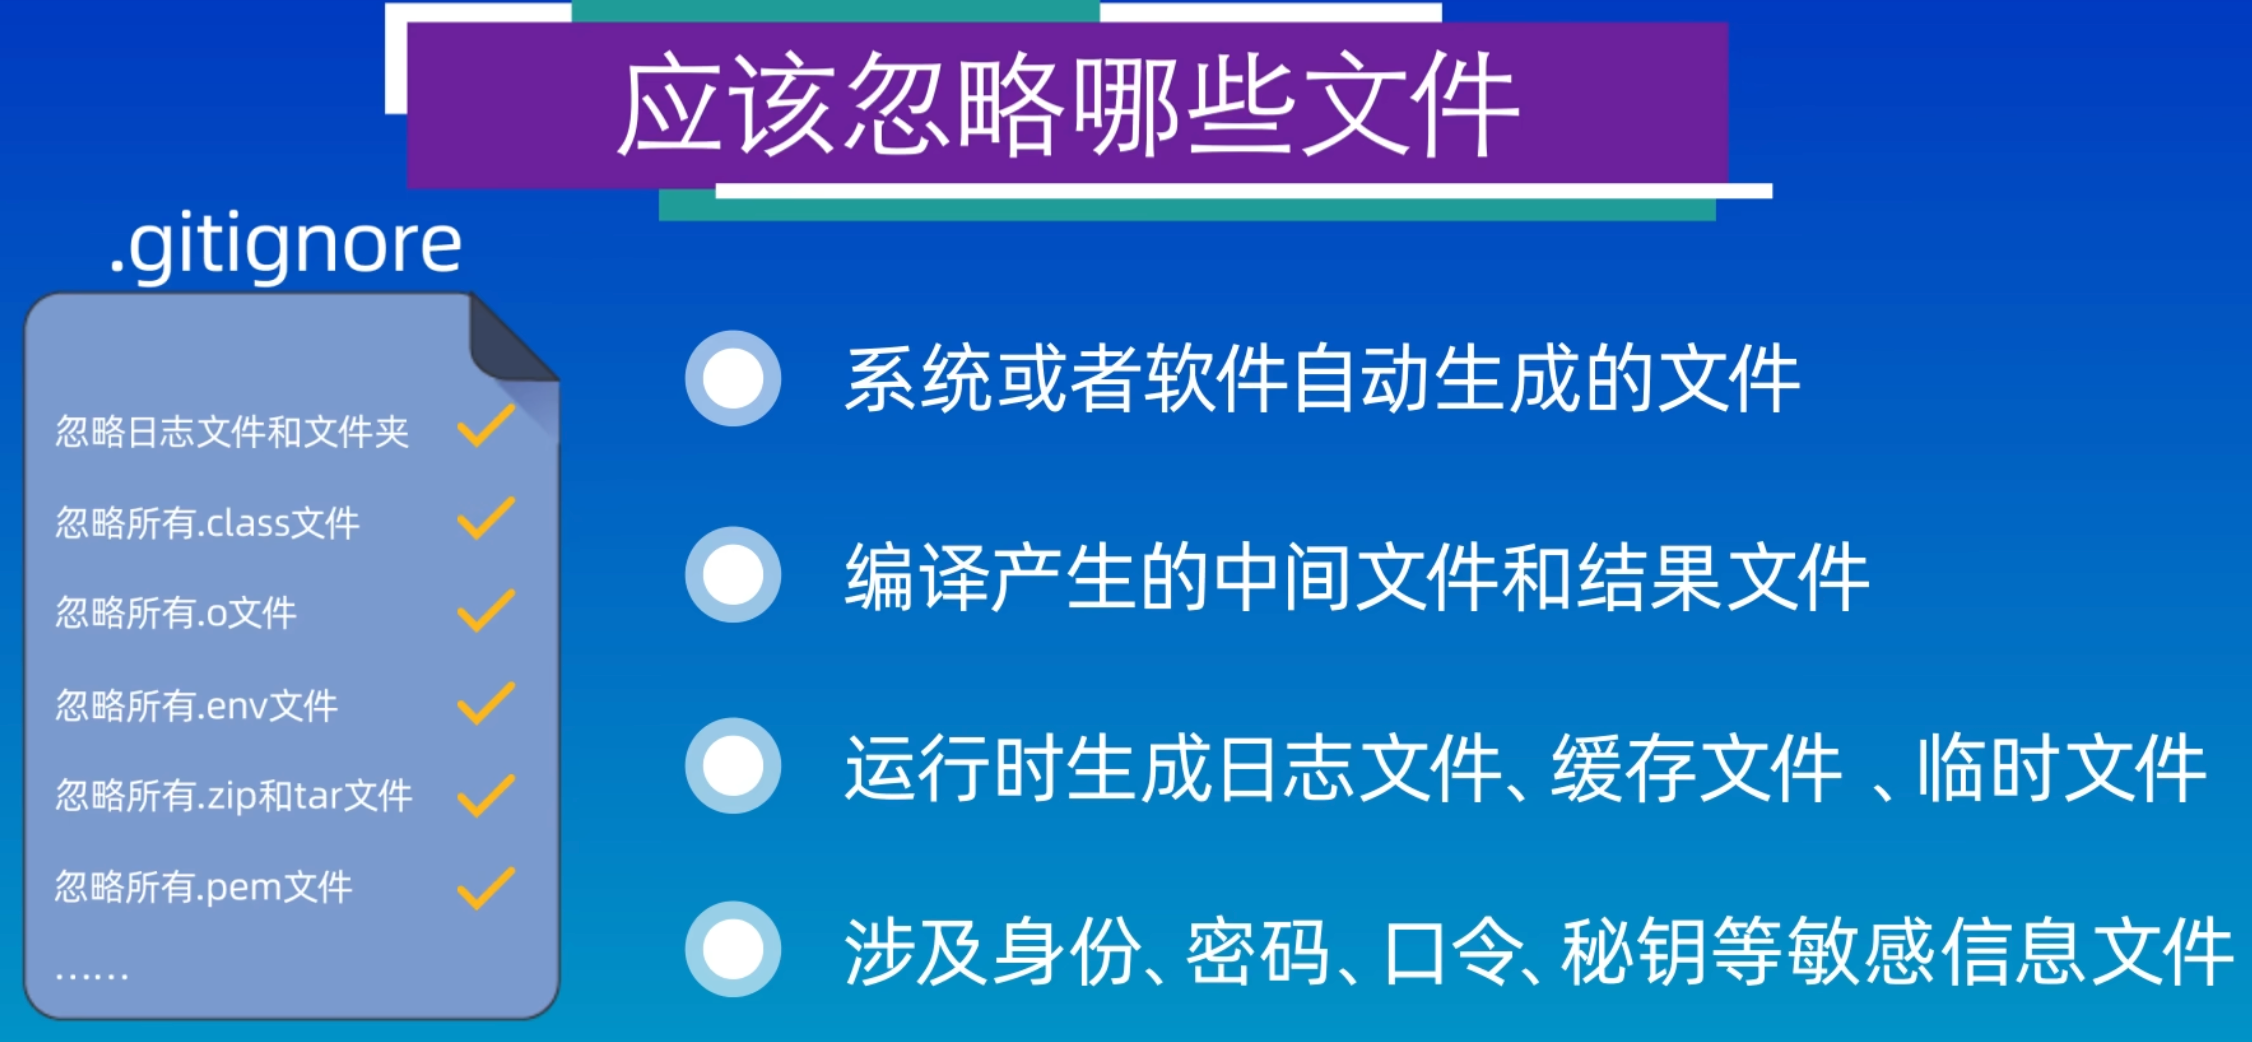 应该忽略哪些文件
.gitignore
忽略日志文件和文件夹
忽略所有.class文件
忽略所有.o文件
忽略所有.env文件
忽略所有.zip和tar文件
忽略所有.pem文件
……
系统或者软件自动生成的文件
编译产生的中间文件和结果文件
运行时生成日志文件、缓存文件 、临时文件
涉及身份、密码、口令、秘钥等敏感信息文件